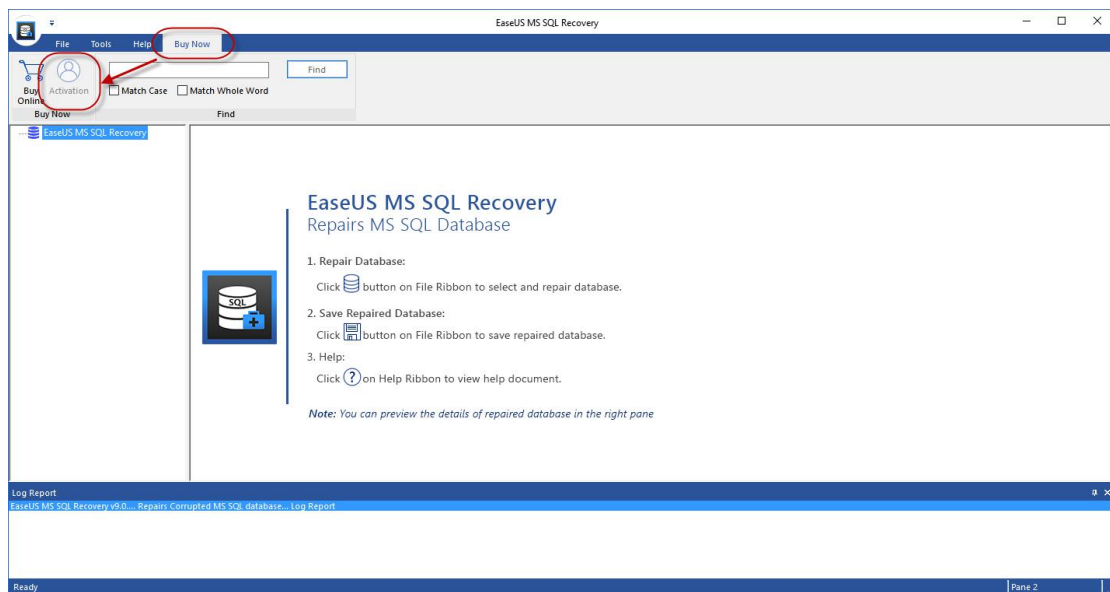 EaseUS MS SQL Recovery
File Tools Help Buy Now
Find
Buy Online Activation Match Case Match Whole Word
Buy Now Find
EaseUS MS SQL Recovery
EaseUS MS SQL Recovery
Repairs MS SQL Database
1. Repair Database:
Click button on File Ribbon to select and repair database.
SQL
2. Save Repaired Database:
Click button on File Ribbon to save repaired database.
3. Help:
Click ? on Help Ribbon to view help document.
Note: You can preview the details of repaired database in the right pane
Log Report
EaseUS MS SQL Recovery v9.0.... Repairs Corrupted MS SQL database... Log Report
Ready Pane 2